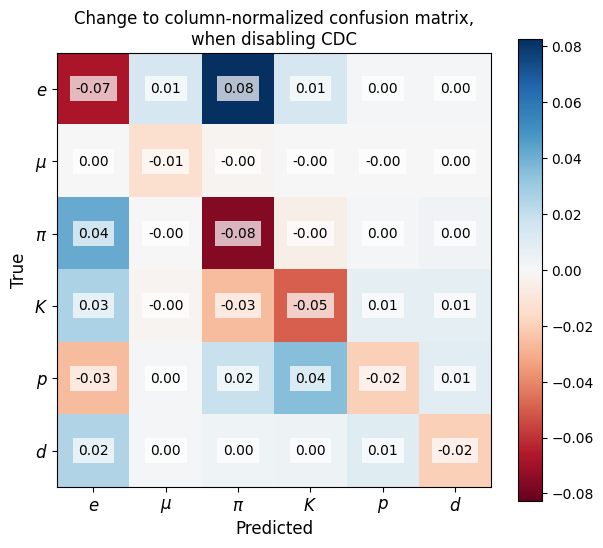 Change to column-normalized confusion matrix,
when disabling CDC
e -0.07 0.01 0.08 0.01 0.00 0.00
μ 0.00 -0.01 -0.00 -0.00 -0.00 0.00
π 0.04 -0.00 -0.08 -0.00 0.00 0.00
K 0.03 -0.00 -0.03 -0.05 0.01 0.01
p -0.03 0.00 0.02 0.04 -0.02 0.01
d 0.02 0.00 0.00 0.00 0.01 -0.02
e μ π K p d
Predicted
True
0.08
0.06
0.04
0.02
0.00
−0.02
−0.04
−0.06
−0.08